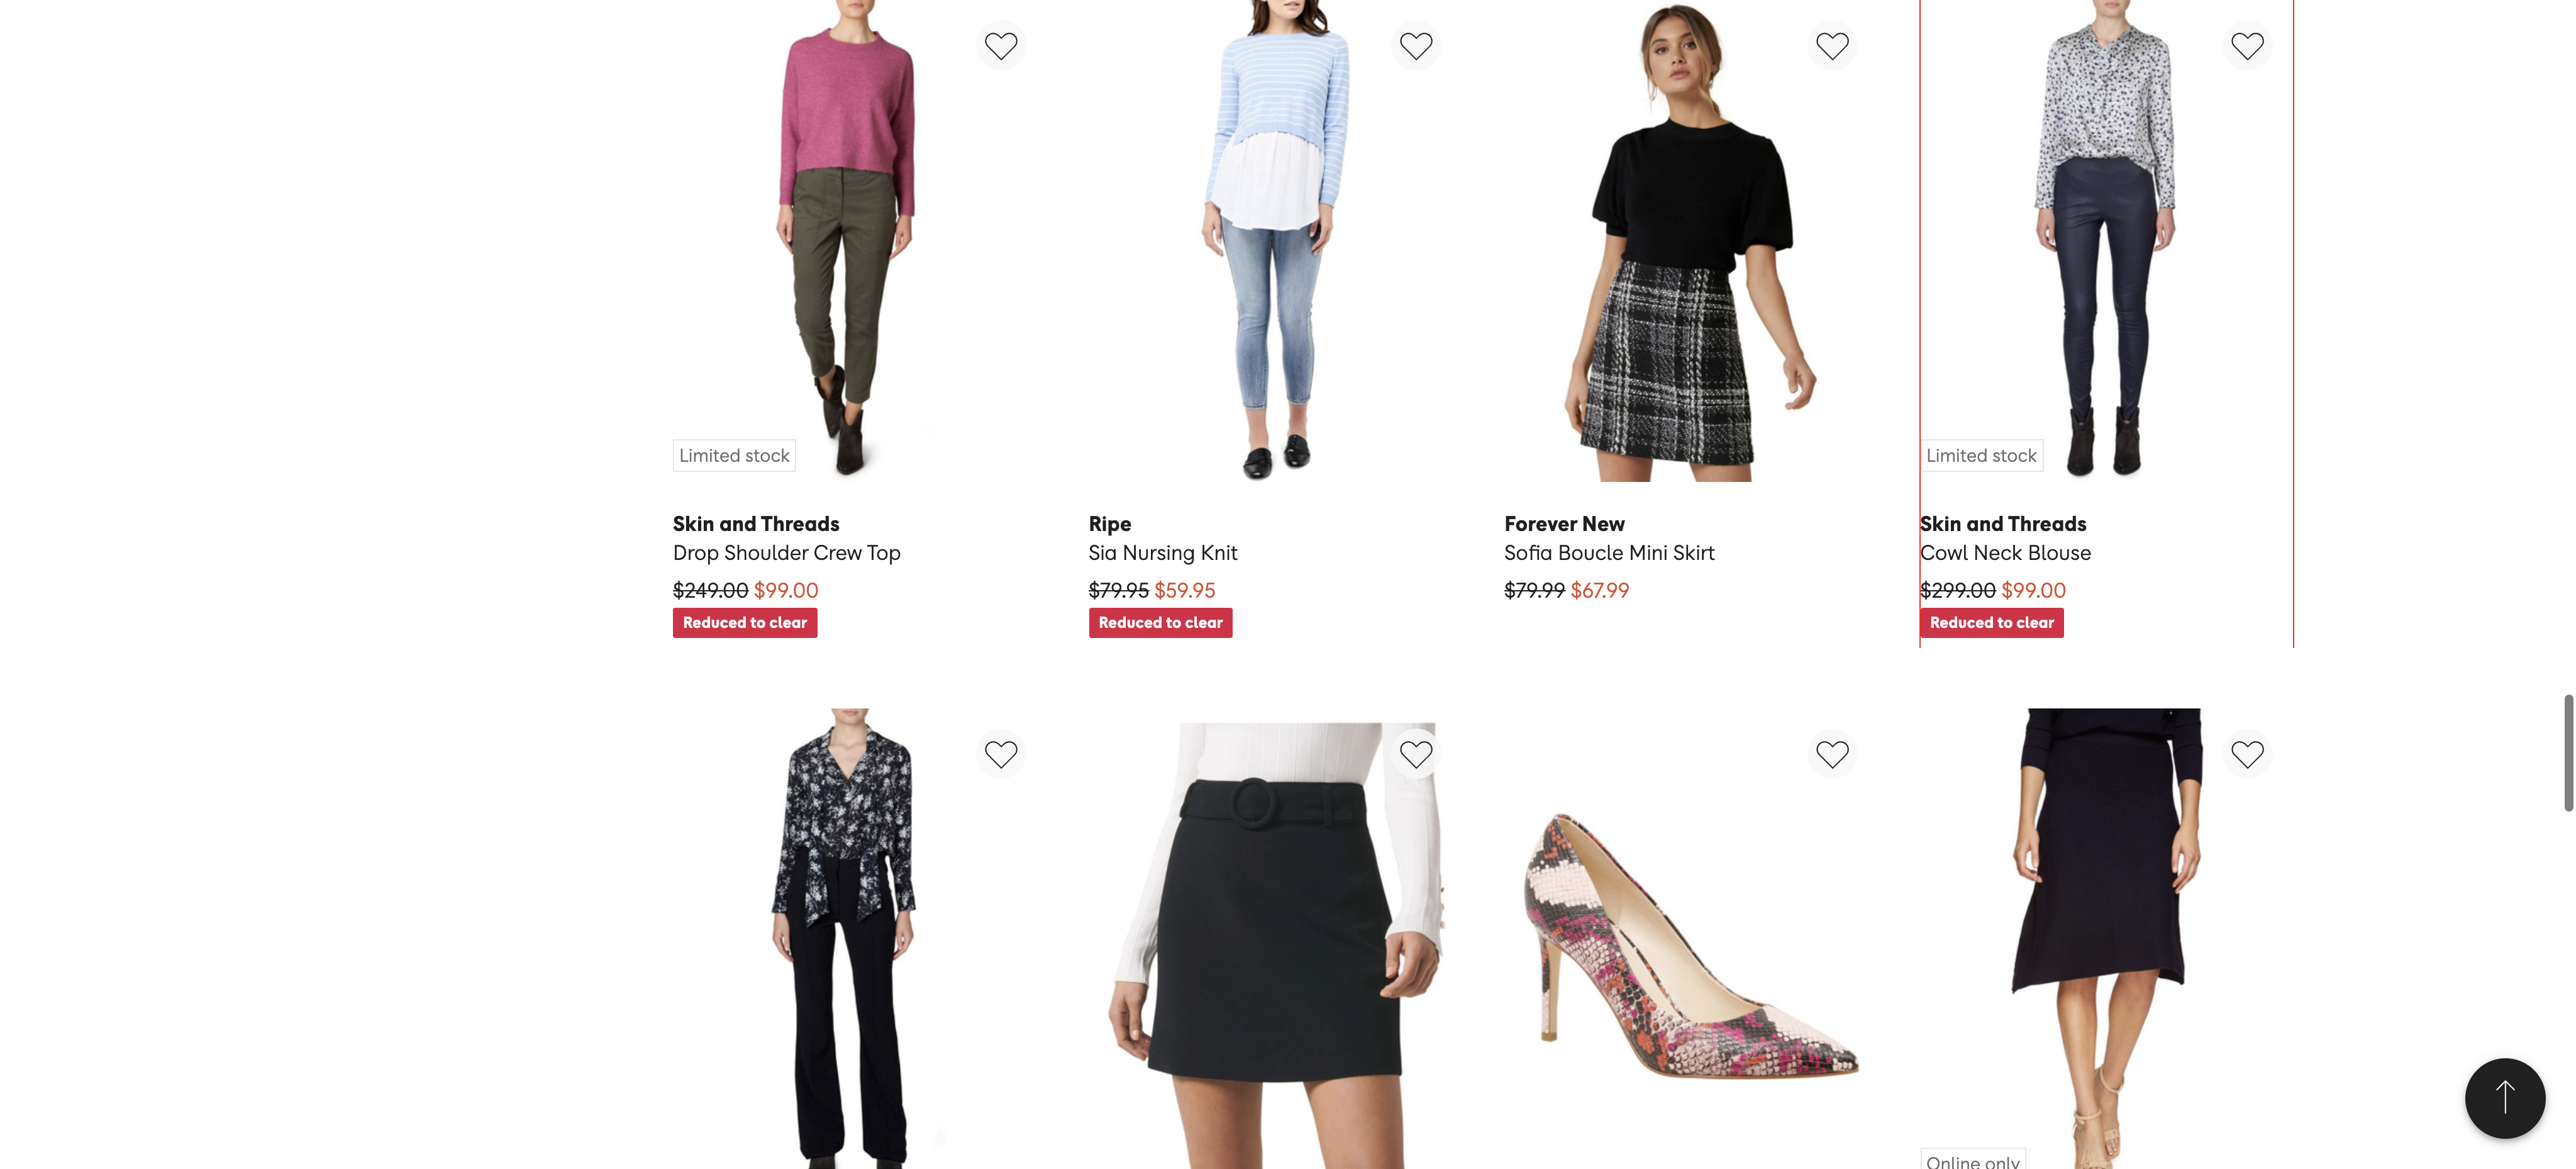 Limited stock
Limited stock
Skin and Threads
Drop Shoulder Crew Top
$249.00 $99.00
Reduced to clear
Ripe
Sia Nursing Knit
$79.95 $59.95
Reduced to clear
Forever New
Sofia Boucle Mini Skirt
$79.99 $67.99
Skin and Threads
Cowl Neck Blouse
$299.00 $99.00
Reduced to clear
Online only